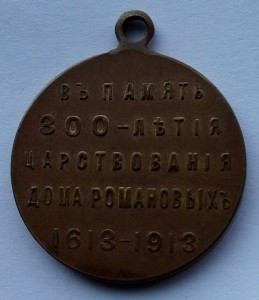 ВЪ ПАМЯТЬ
300-ЛѢТІЯ
ЦАРСТВОВАНІЯ
ДОМА РОМАНОВЫХЪ
1613-1913